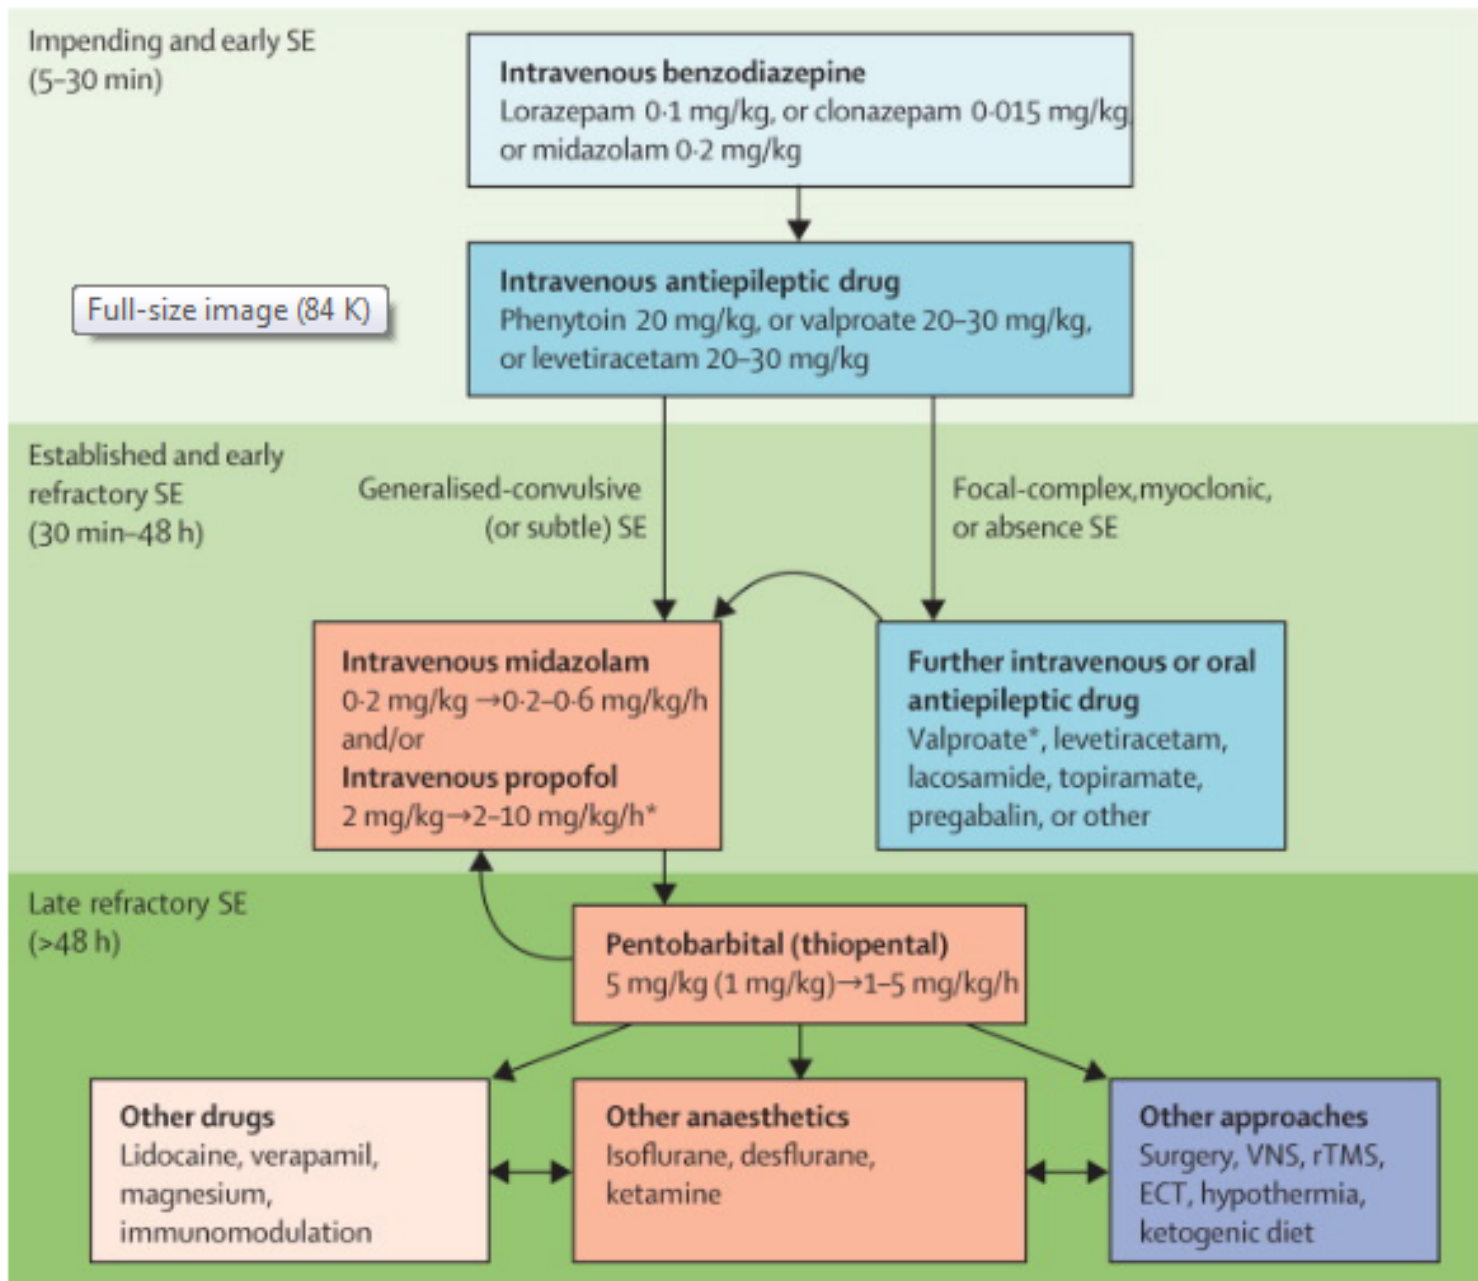 Impending and early SE
(5–30 min)
Intravenous benzodiazepine
Lorazepam 0·1 mg/kg, or clonazepam 0·015 mg/kg
or midazolam 0·2 mg/kg
Intravenous antiepileptic drug
Phenytoin 20 mg/kg, or valproate 20–30 mg/kg,
or levetiracetam 20–30 mg/kg
Full-size image (84 K)
Established and early
refractory SE
(30 min–48 h)
Generalised-convulsive
(or subtle) SE
Focal-complex,myoclonic,
or absence SE
Intravenous midazolam
0·2 mg/kg →0·2–0·6 mg/kg/h
and/or
Intravenous propofol
2 mg/kg→2–10 mg/kg/h*
Further intravenous or oral
antiepileptic drug
Valproate*, levetiracetam,
lacosamide, topiramate,
pregabalin, or other
Late refractory SE
(>48 h)
Pentobarbital (thiopental)
5 mg/kg (1 mg/kg)→1–5 mg/kg/h
Other drugs
Lidocaine, verapamil,
magnesium,
immunomodulation
Other anaesthetics
Isoflurane, desflurane,
ketamine
Other approaches
Surgery, VNS, rTMS,
ECT, hypothermia,
ketogenic diet